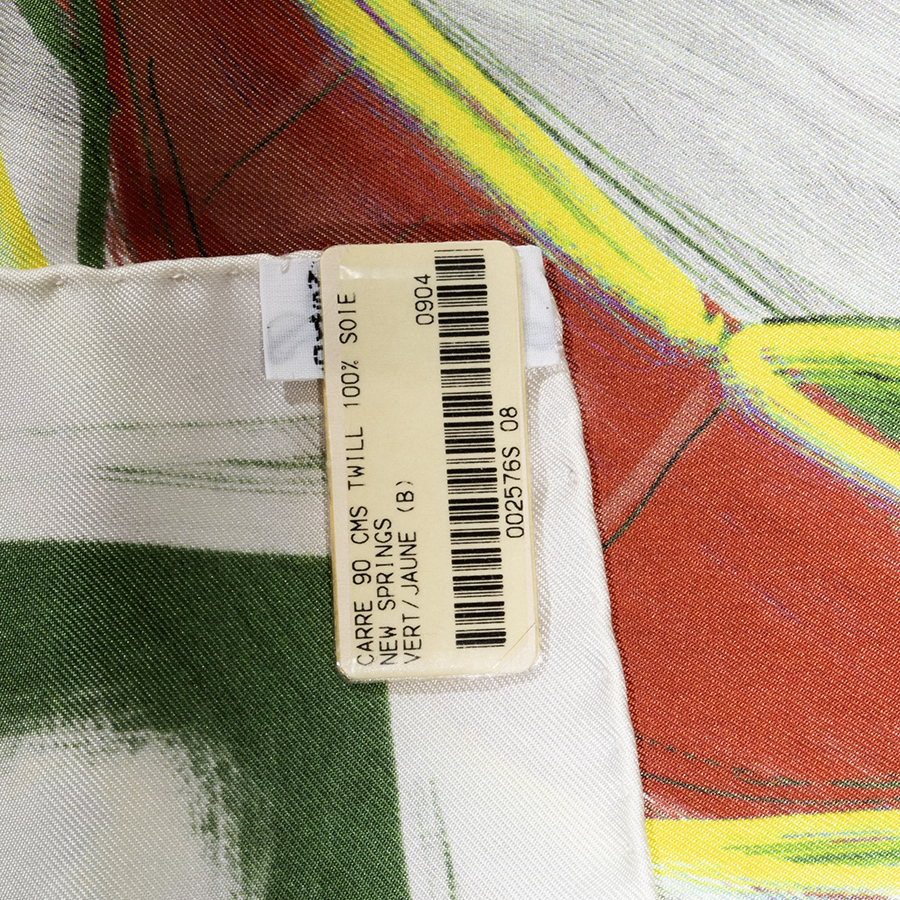 CARRE 90 CMS TWILL 100% SOIE
NEW SPRINGS
VERT/JAUNE (B)
0904
002576S 08